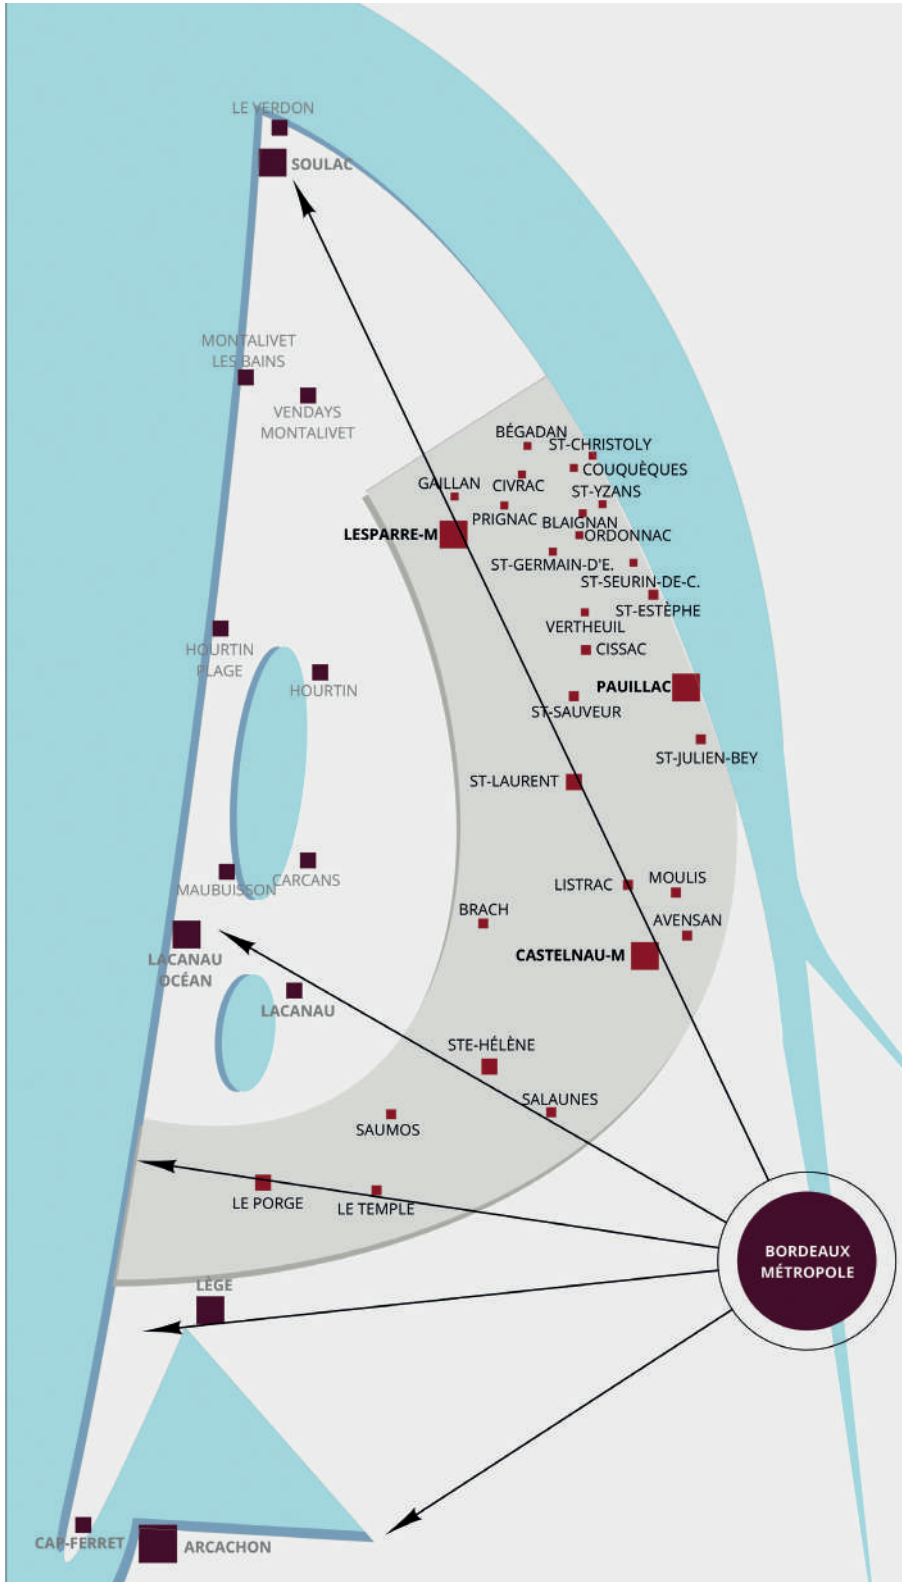 LE VERDON
SOULAC
MONTALIVET
LES BAINS
VENDAYS
MONTALIVET
BÉGADAN
ST-CHRISTOLY
COUQUÈQUES
GAILLAN
CIVRAC
ST-YZANS
PRIGNAC
BLAIGNAN
LESPARRE-M
ORDONNAC
ST-GERMAIN-D'E.
ST-SEURIN-DE-C.
ST-ESTÈPHE
VERTHEUIL
HOURTIN
PLAGE
CISSAC
HOURTIN
PAUILLAC
ST-SAUVEUR
ST-JULIEN-BEY
ST-LAURENT
MAUBUISSON
CARCANS
LISTRAC
MOULIS
BRACH
AVENSAN
LACANAU
OCÉAN
CASTELNAU-M
LACANAU
STE-HÉLÈNE
SALAUNES
SAUMOS
LE PORGE
LE TEMPLE
BORDEAUX
MÉTROPOLE
LÈGE
CAP-FERRET
ARCACHON